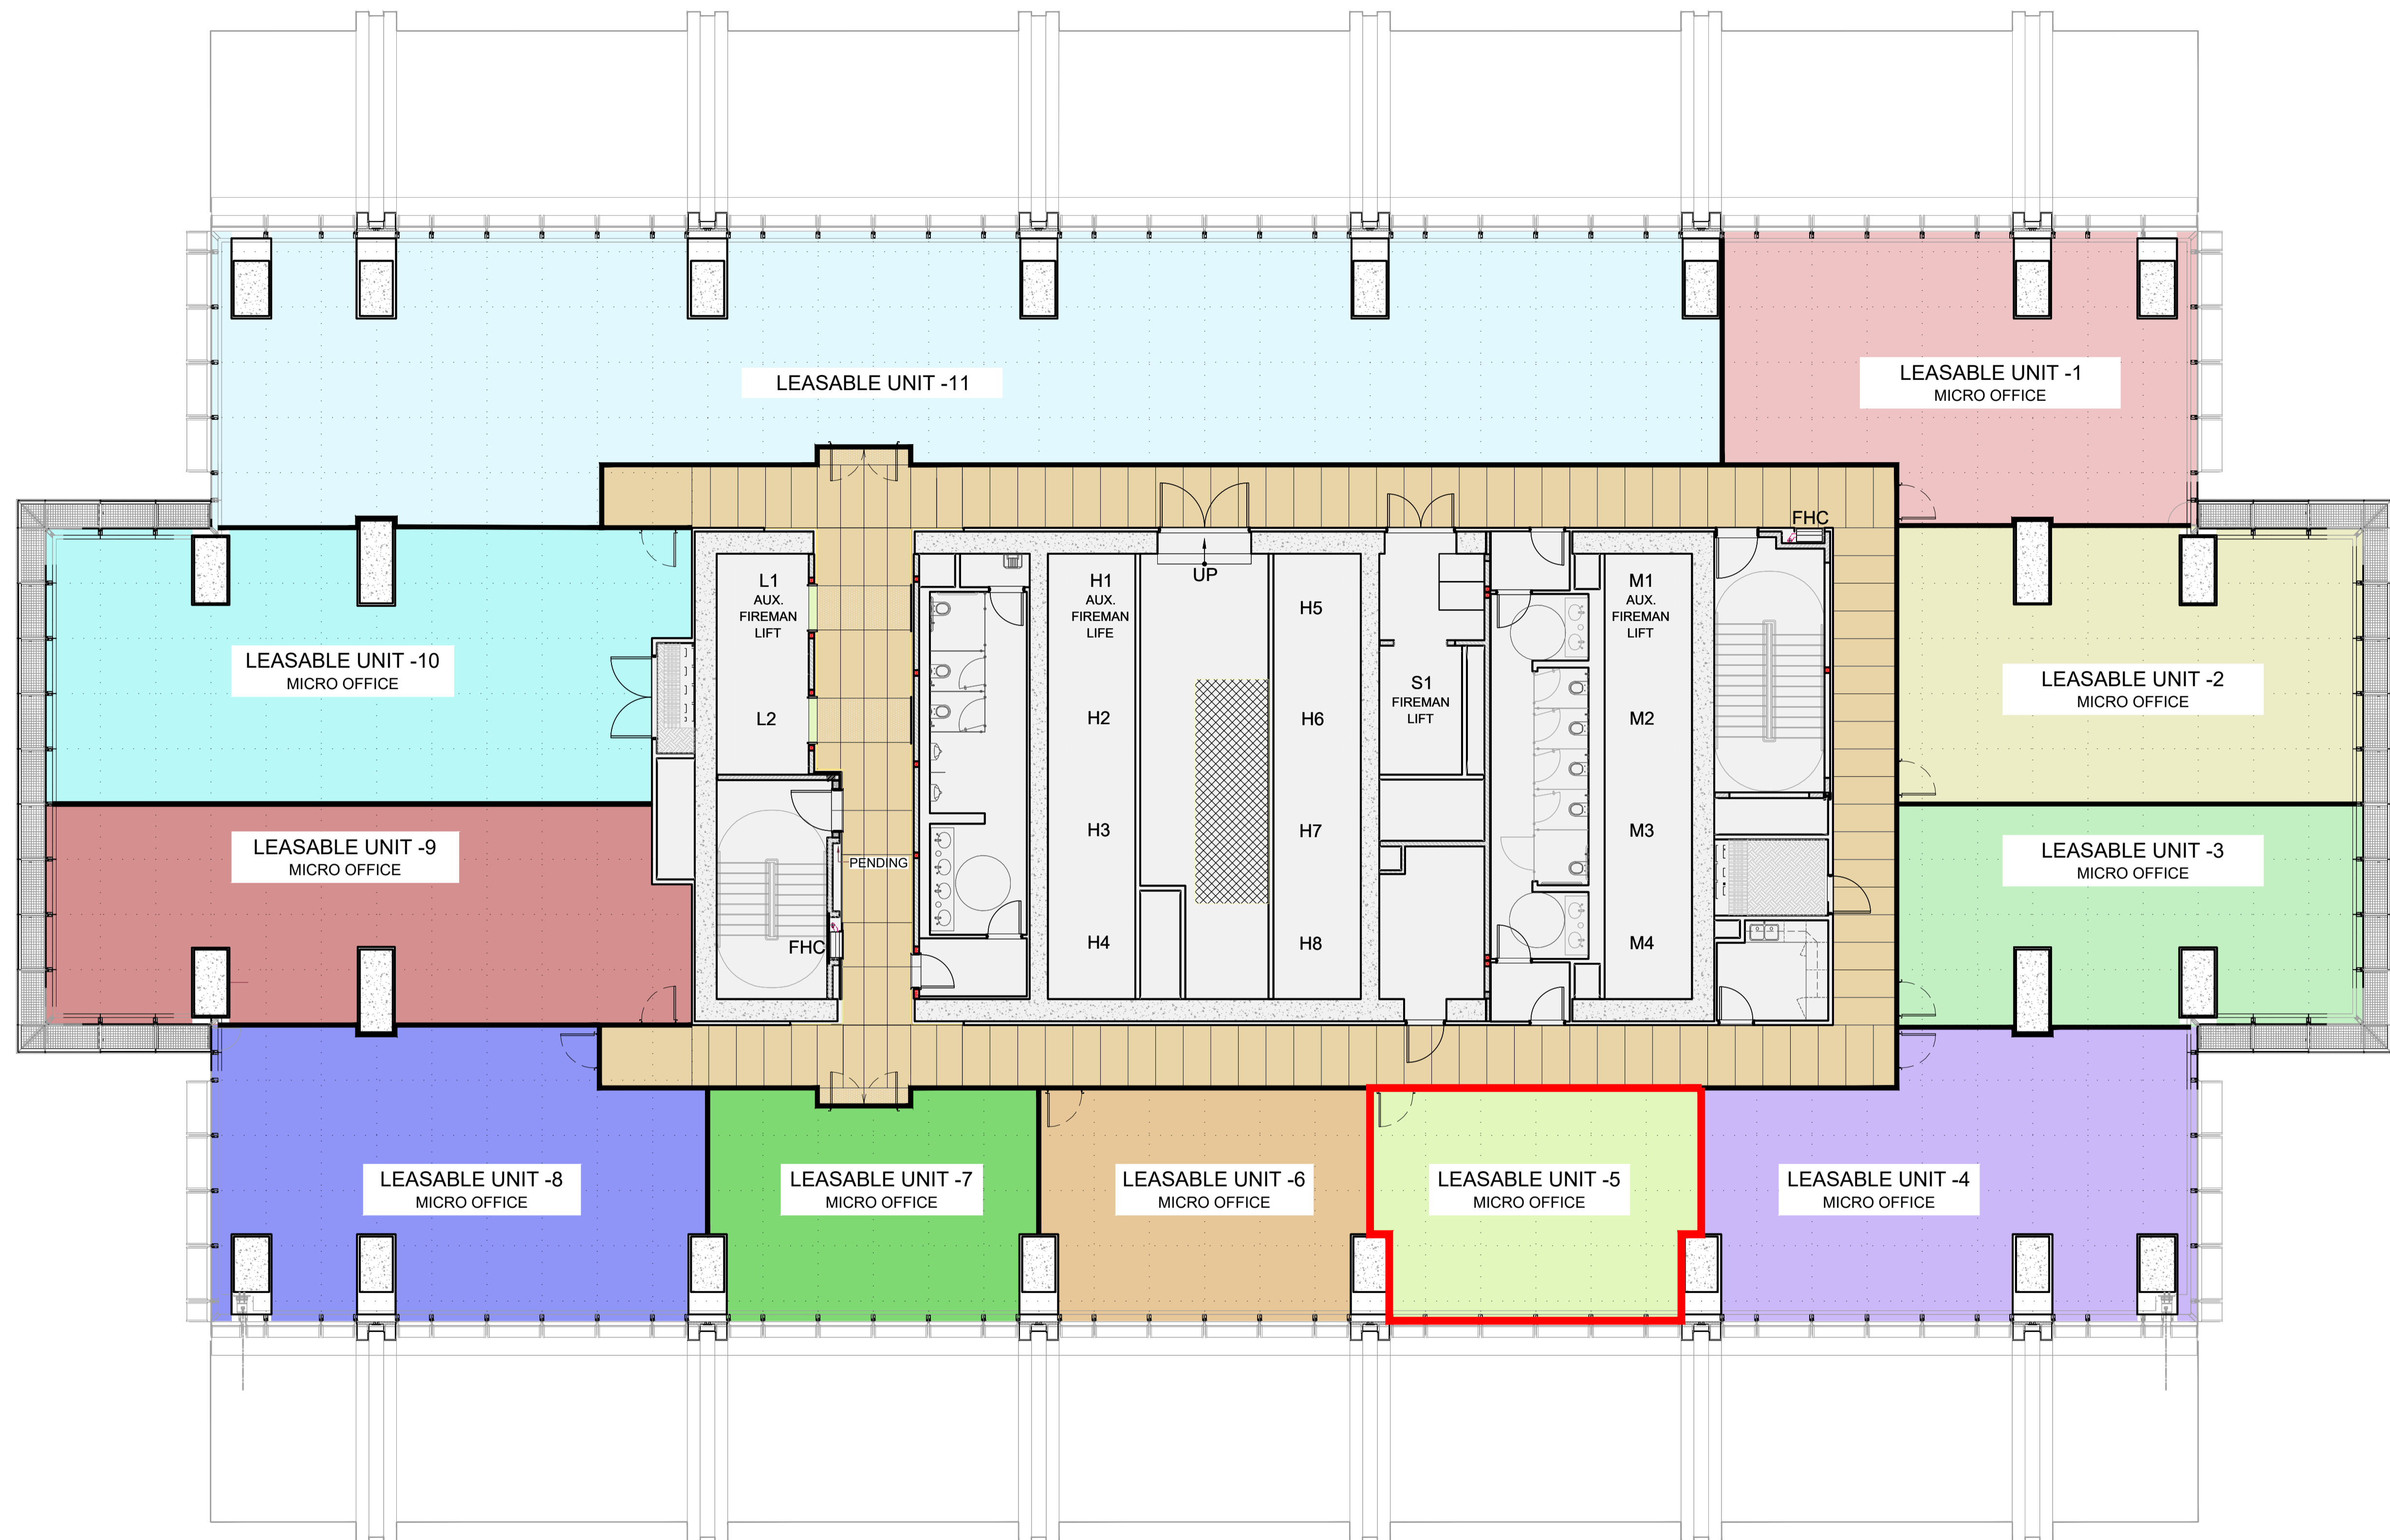 LEASABLE UNIT -11
LEASABLE UNIT -1
MICRO OFFICE
FHC
L1
AUX.
FIREMAN
LIFT
H1
AUX.
FIREMAN
LIFE
UP
H5
M1
AUX.
FIREMAN
LIFT
LEASABLE UNIT -10
MICRO OFFICE
L2
H2
H6
S1
FIREMAN
LIFT
M2
LEASABLE UNIT -2
MICRO OFFICE
LEASABLE UNIT -9
MICRO OFFICE
PENDING
H3
H7
M3
LEASABLE UNIT -3
MICRO OFFICE
FHC
H4
H8
M4
LEASABLE UNIT -8
MICRO OFFICE
LEASABLE UNIT -7
MICRO OFFICE
LEASABLE UNIT -6
MICRO OFFICE
LEASABLE UNIT -5
MICRO OFFICE
LEASABLE UNIT -4
MICRO OFFICE